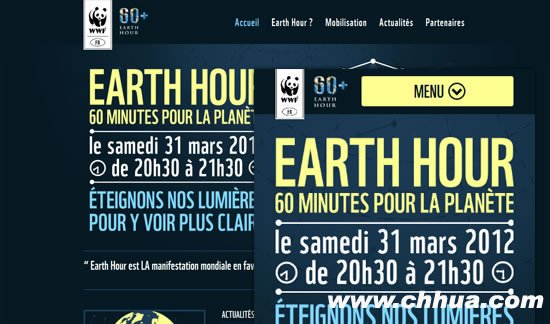 WWF
FR
60+
EARTH
HOUR
Accueil Earth Hour ? Mobilisation Actualités Partenaires
EARTH HOUR
60 MINUTES POUR LA PLANÈTE
le samedi 31 mars 2012
de 20h30 à 21h30
ÉTEIGNONS NOS LUMIÈRE
POUR Y VOIR PLUS CLAIR
“ Earth Hour est LA manifestation mondiale en fav
ACTUALITÉS
WWF
FR
60+
EARTH
HOUR
MENU
EARTH HOUR
60 MINUTES POUR LA PLANÈTE
le samedi 31 mars 2012
de 20h30 à 21h30
ÉTEIGNONS NOS LUMIÈRES
www.chhua.com